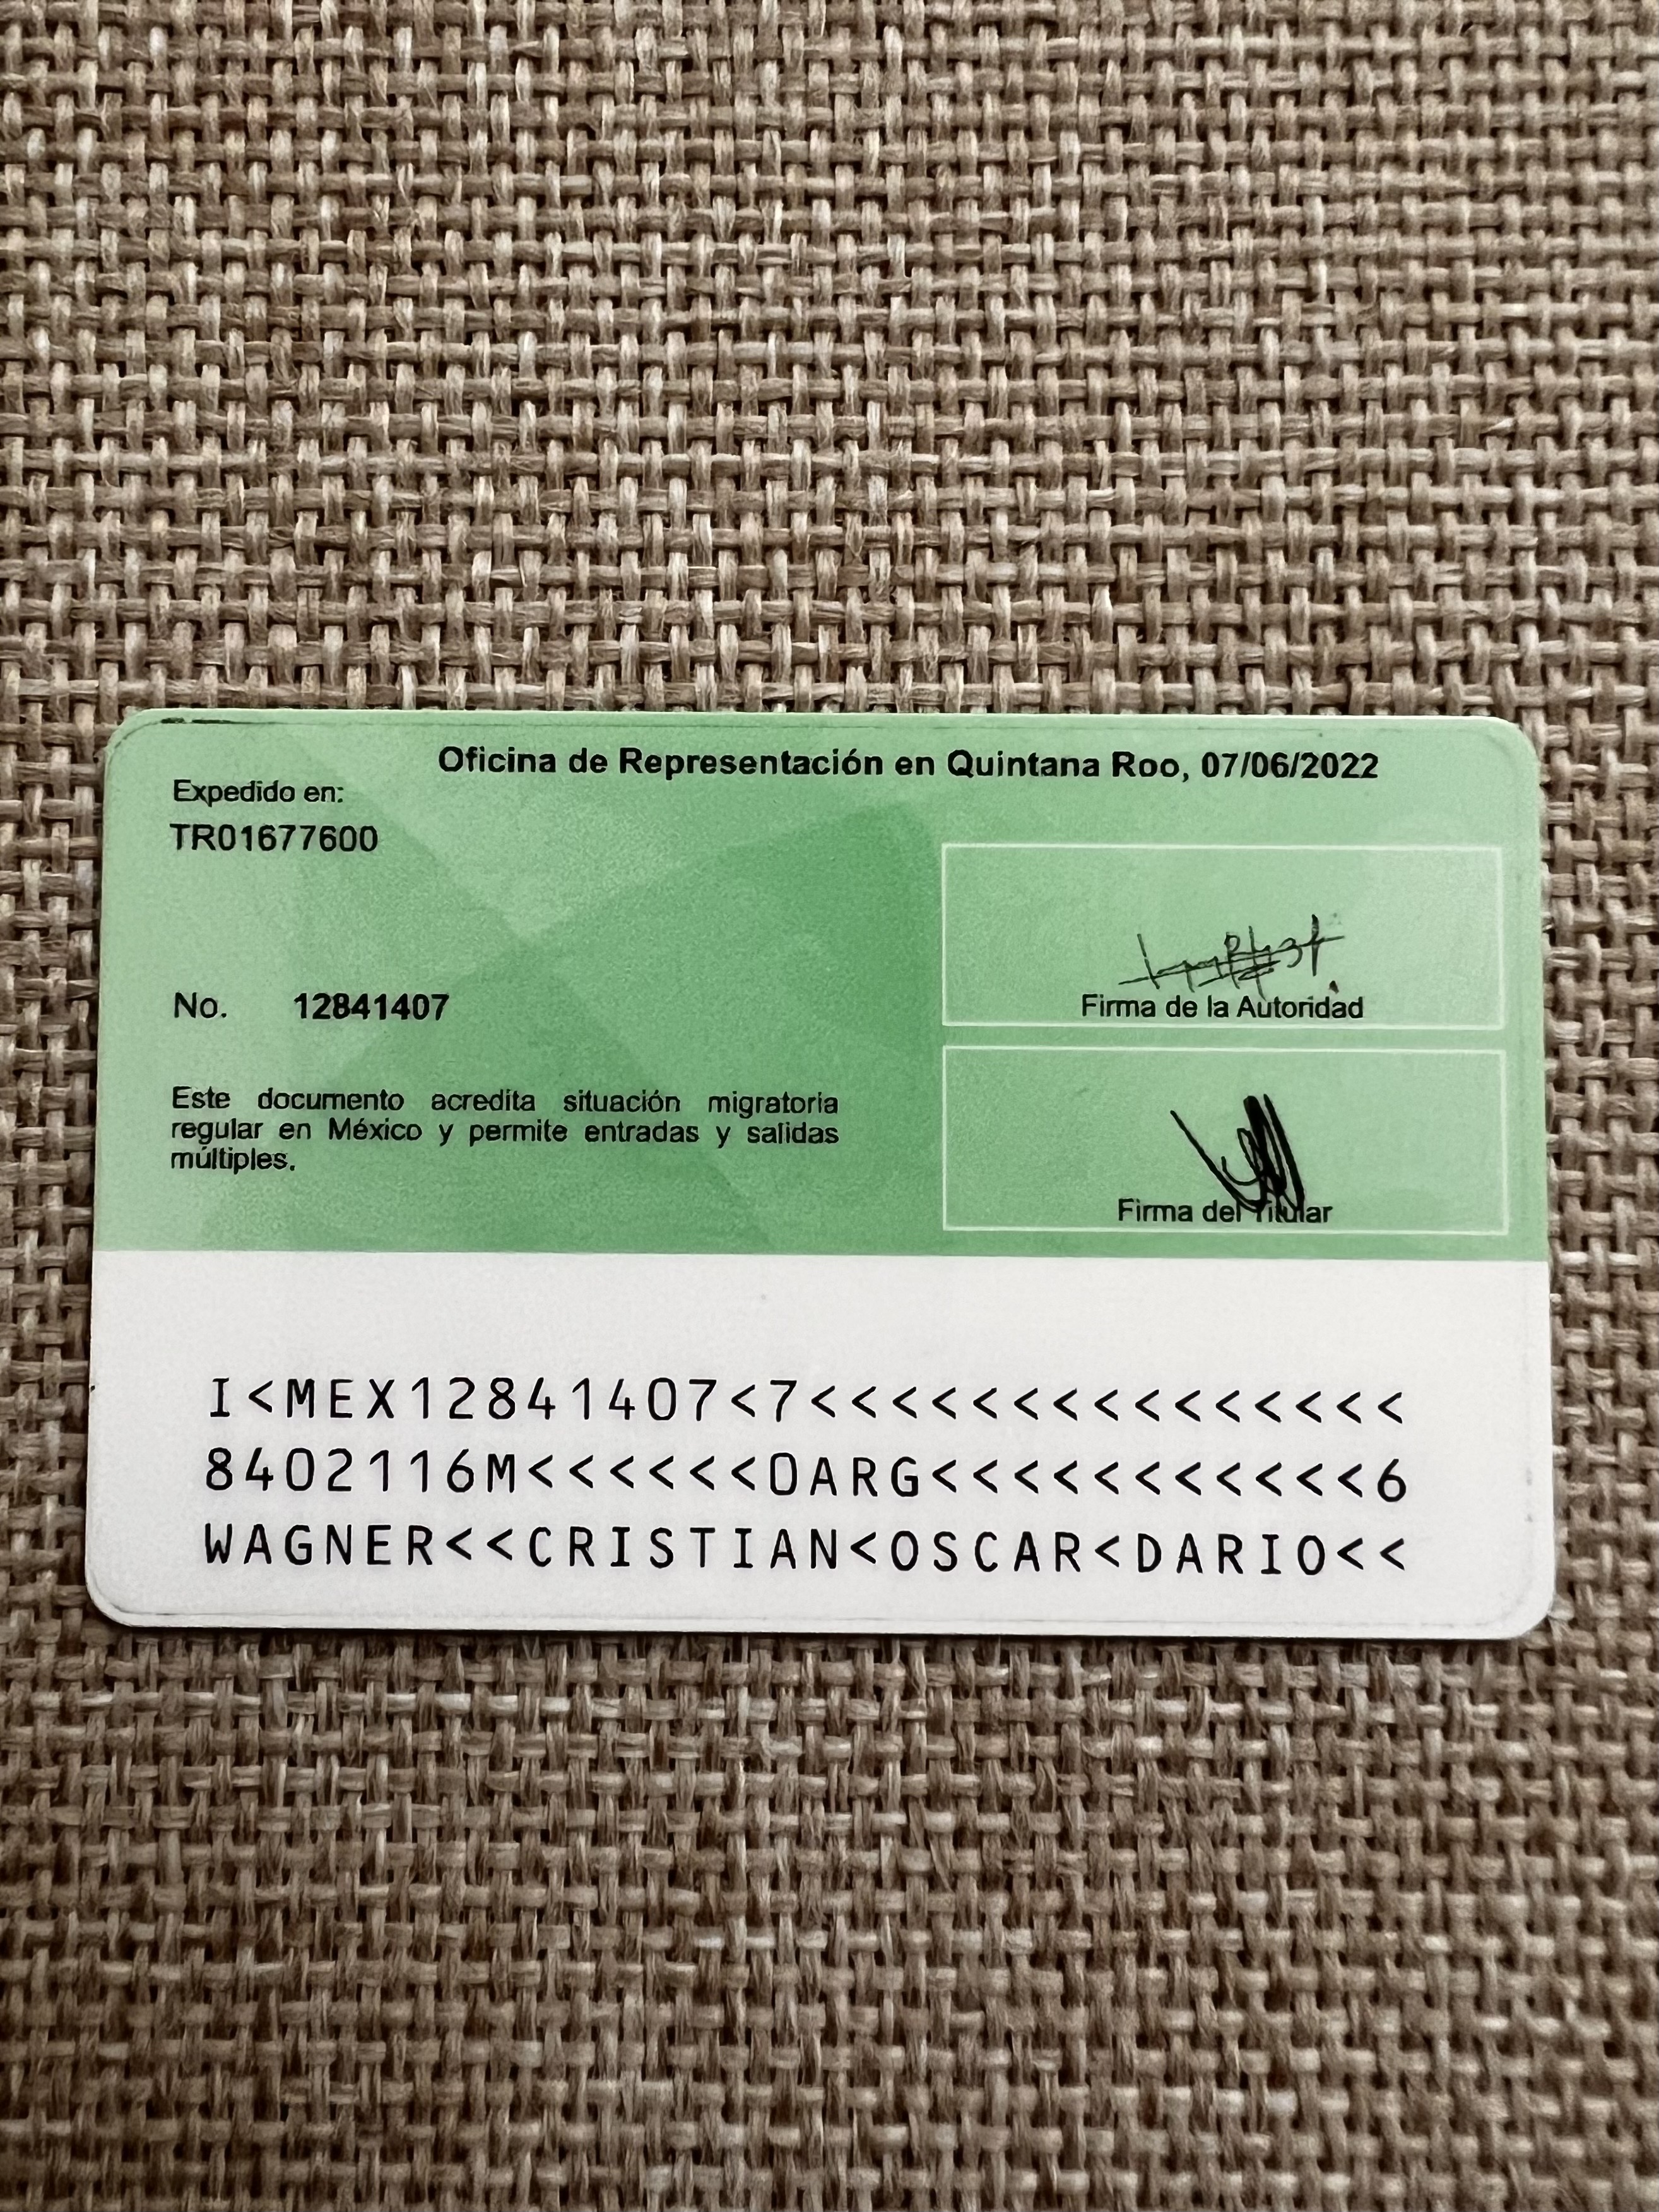 Oficina de Representación en Quintana Roo, 07/06/2022
Expedido en:
TR01677600
No. 12841407
Firma de la Autoridad
Este documento acredita situación migratoria
regular en México y permite entradas y salidas
múltiples.
Firma del Titular
I<MEX12841407<7<<<<<<<<<<<<<<<
8402116M<<<<<<0ARG<<<<<<<<<<<6
WAGNER<<CRISTIAN<OSCAR<DARIO<<